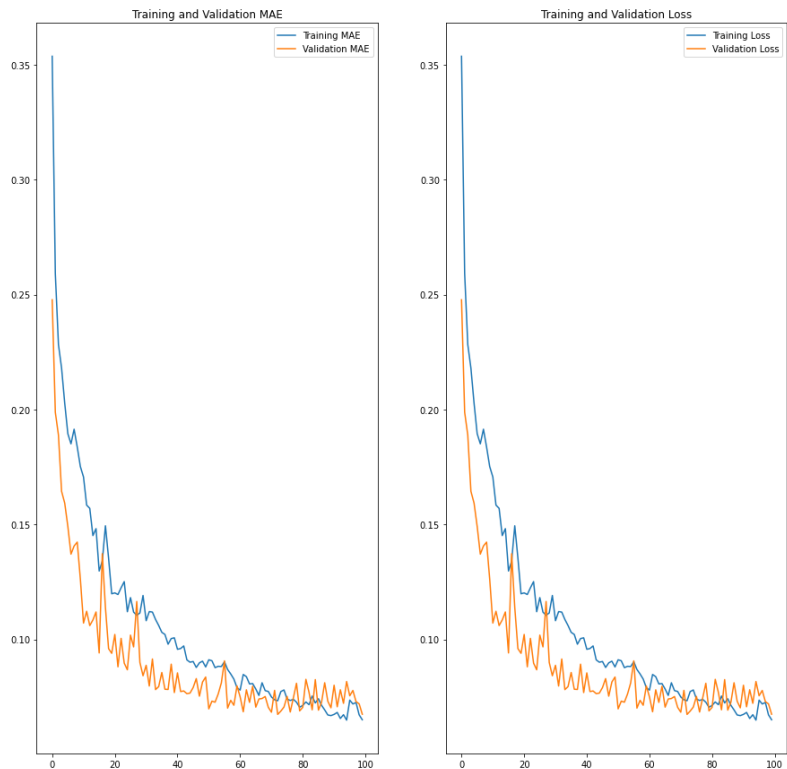 Training and Validation MAE
Training MAE
Validation MAE
0.35
0.30
0.25
0.20
0.15
0.10
0 20 40 60 80 100
Training and Validation Loss
Training Loss
Validation Loss
0.35
0.30
0.25
0.20
0.15
0.10
0 20 40 60 80 100